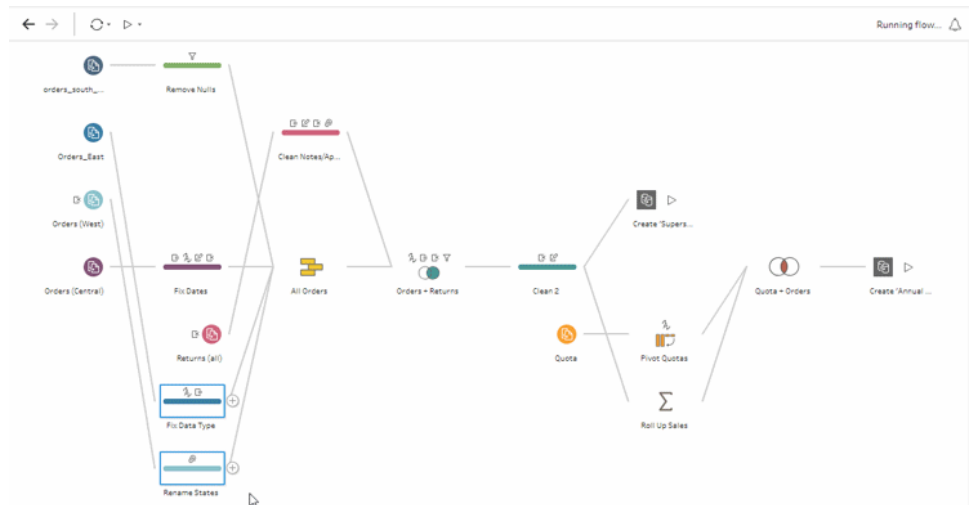 Running flow...
orders_south_...
Remove Nulls
Orders_East
Clean Notes/Ap...
Orders (West)
Create 'Supers...
Orders (Central)
Fix Dates
All Orders
Orders + Returns
Clean 2
Quota + Orders
Create 'Annual ...
Returns (all)
Quota
Pivot Quotas
Fix Data Type
Roll Up Sales
Rename States